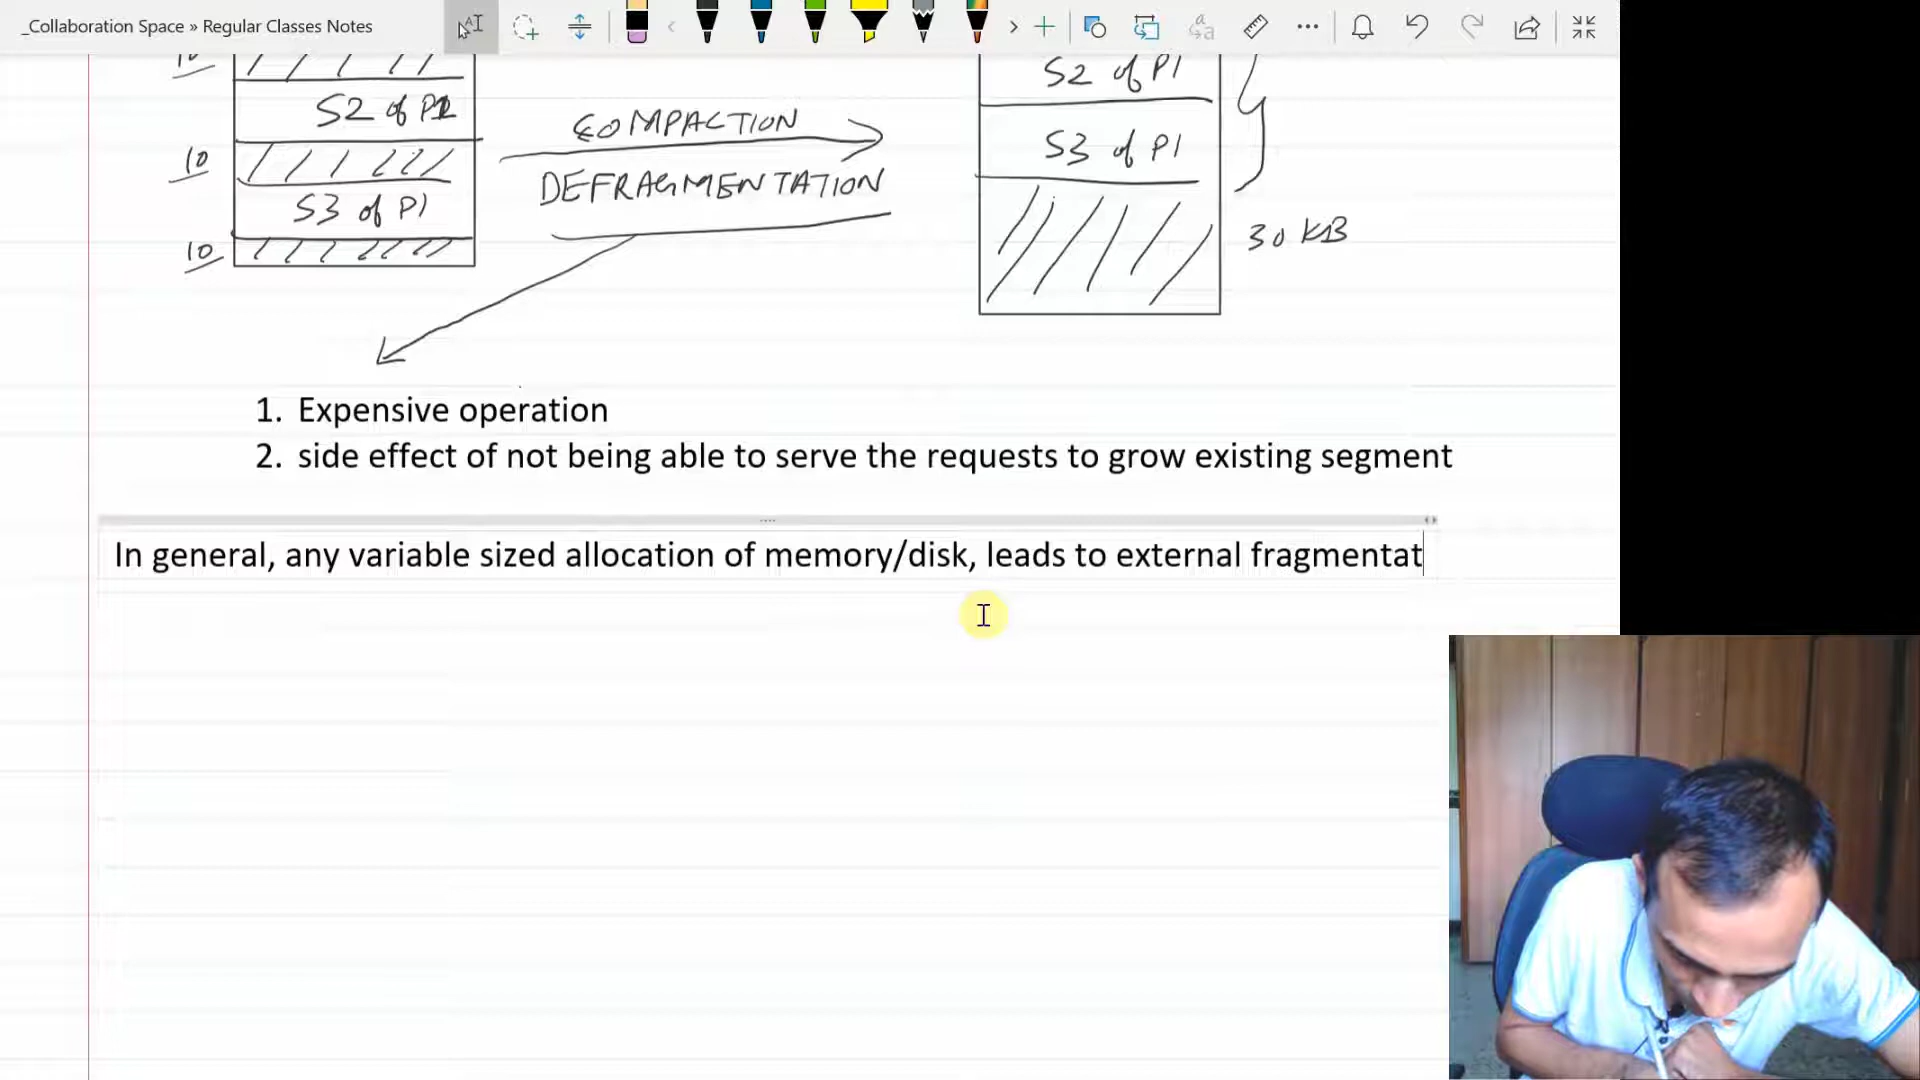 _Collaboration Space » Regular Classes Notes
10
S2 of P1
S2 of P1
COMPACTION
10
S3 of P1
DEFRAGMENTATION
S3 of P1
30 KB
10
1. Expensive operation
2. side effect of not being able to serve the requests to grow existing segment
In general, any variable sized allocation of memory/disk, leads to external fragmentat